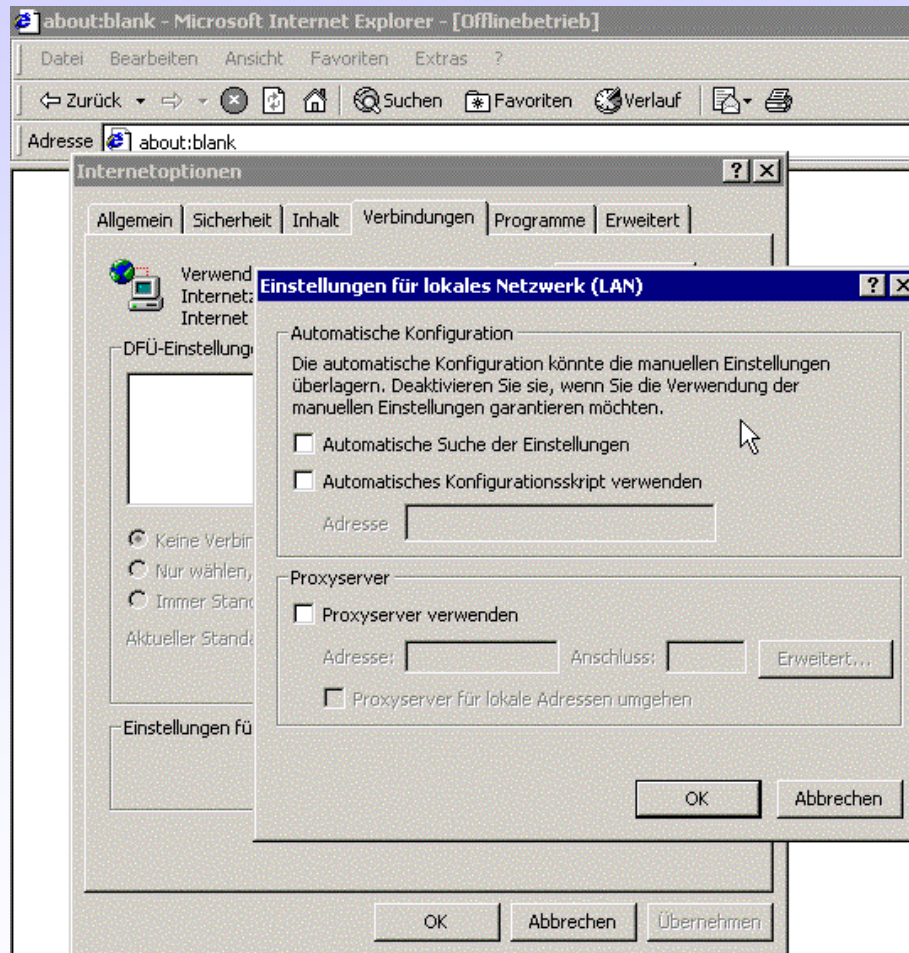 about:blank - Microsoft Internet Explorer - [Offlinebetrieb]
Datei Bearbeiten Ansicht Favoriten Extras ?
Zurück Suchen Favoriten Verlauf
Adresse about:blank
Internetoptionen
Allgemein Sicherheit Inhalt Verbindungen Programme Erweitert
Verwend
Internetz
Internet
DFÜ-Einstellung
Keine Verbin
Nur wählen,
Immer Stand
Aktueller Standa
Einstellungen fü
Einstellungen für lokales Netzwerk (LAN)
Automatische Konfiguration
Die automatische Konfiguration könnte die manuellen Einstellungen
überlagern. Deaktivieren Sie sie, wenn Sie die Verwendung der
manuellen Einstellungen garantieren möchten.
Automatische Suche der Einstellungen
Automatisches Konfigurationsskript verwenden
Adresse
Proxyserver
Proxyserver verwenden
Adresse: Anschluss: Erweitert...
Proxyserver für lokale Adressen umgehen
OK Abbrechen
OK Abbrechen Übernehmen